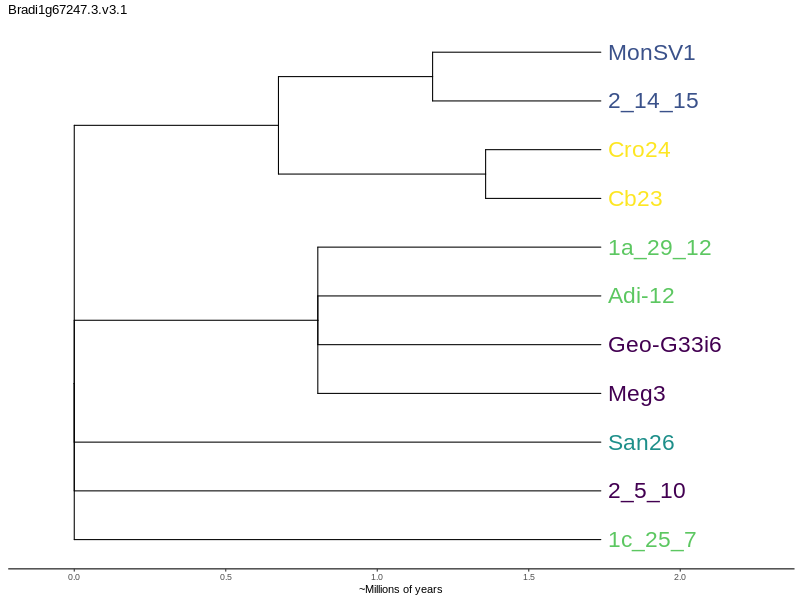 Bradi1g67247.3.v3.1
MonSV1
2_14_15
Cro24
Cb23
1a_29_12
Adi-12
Geo-G33i6
Meg3
San26
2_5_10
1c_25_7
0.0 0.5 1.0 1.5 2.0
~Millions of years